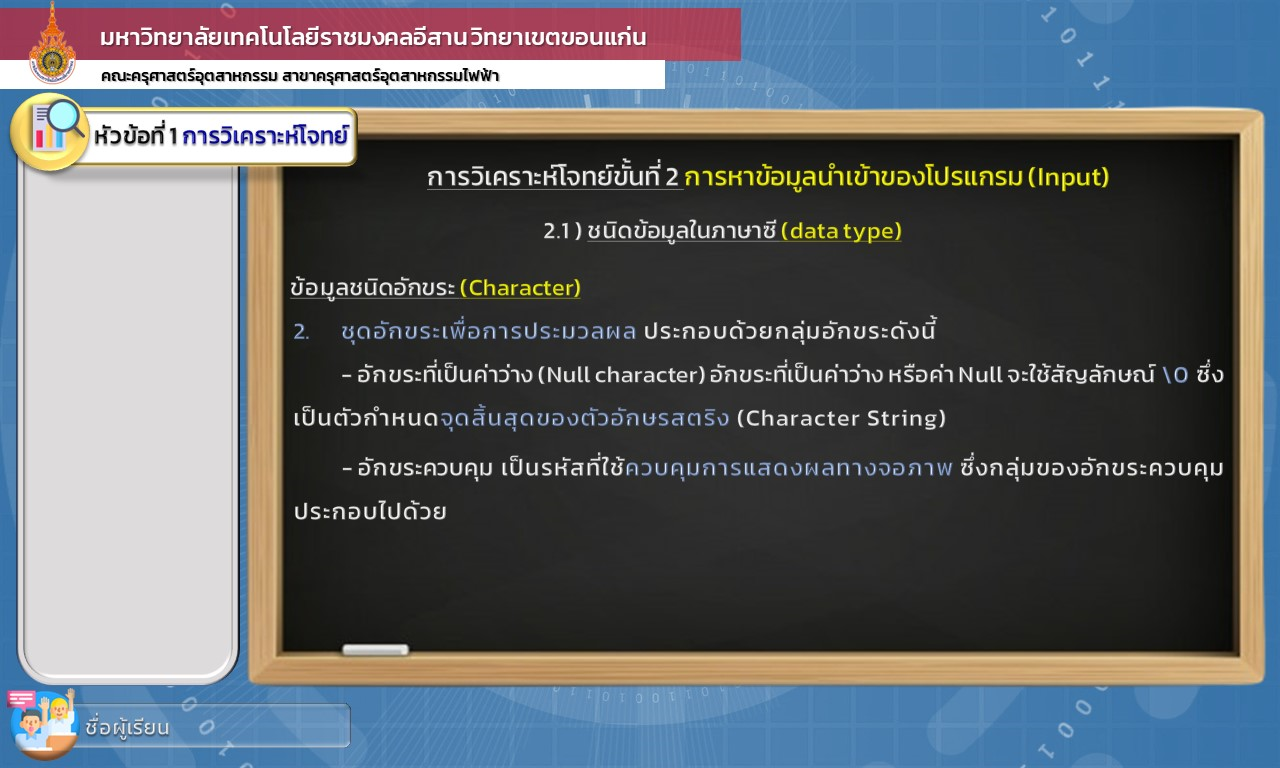 มหาวิทยาลัยเทคโนโลยีราชมงคลอีสาน วิทยาเขตขอนแก่น
คณะครุศาสตร์อุตสาหกรรม สาขาครุศาสตร์อุตสาหกรรมไฟฟ้า
หัวข้อที่ 1 การวิเคราะห์โจทย์
การวิเคราะห์โจทย์ขั้นที่ 2 การหาข้อมูลนำเข้าของโปรแกรม (Input)
2.1 ) ชนิดข้อมูลในภาษาซี (data type)
ข้อมูลชนิดอักขระ (Character)
2. ชุดอักขระเพื่อการประมวลผล ประกอบด้วยกลุ่มอักขระดังนี้
- อักขระที่เป็นค่าว่าง (Null character) อักขระที่เป็นค่าว่าง หรือค่า Null จะใช้สัญลักษณ์ \0 ซึ่ง
เป็นตัวกำหนดจุดสิ้นสุดของตัวอักษรสตริง (Character String)
- อักขระควบคุม เป็นรหัสที่ใช้ควบคุมการแสดงผลทางจอภาพ ซึ่งกลุ่มของอักขระควบคุม
ประกอบไปด้วย
ชื่อผู้เรียน